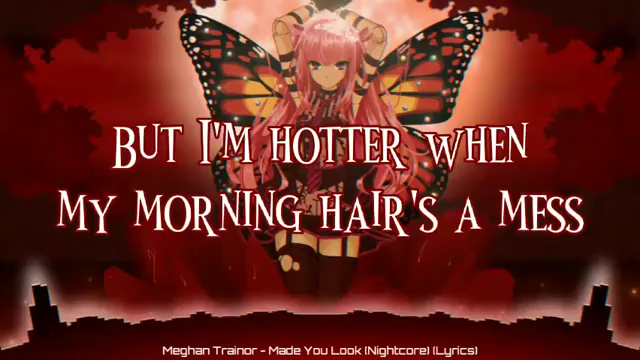 BUT I'M HOTTER WHEN
MY MORNING HAIR'S A MESS
Meghan Trainor - Made You Look (Nightcore) (Lyrics)